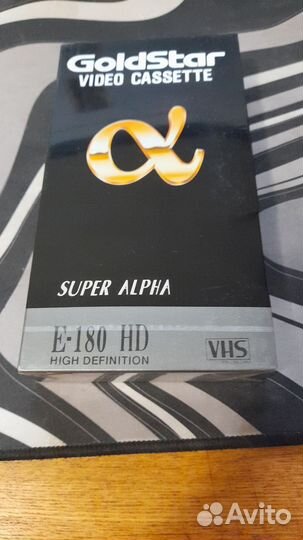 GoldStar
VIDEO CASSETTE
α
SUPER ALPHA
E-180 HD
HIGH DEFINITION
VHS
Avito